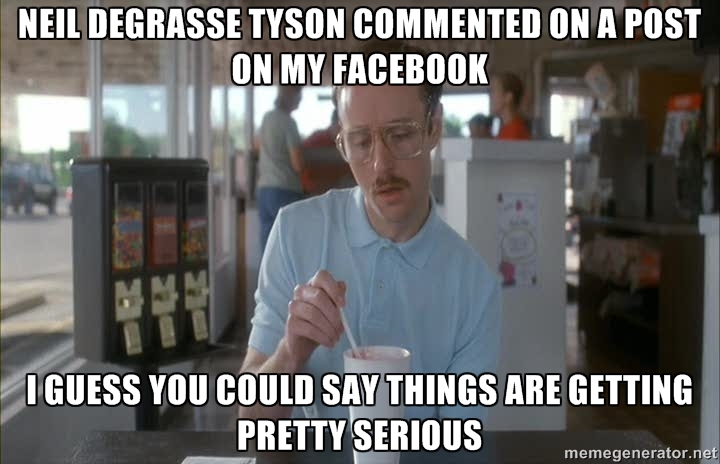 NEIL DEGRASSE TYSON COMMENTED ON A POST
ON MY FACEBOOK
I GUESS YOU COULD SAY THINGS ARE GETTING
PRETTY SERIOUS
memegenerator.net